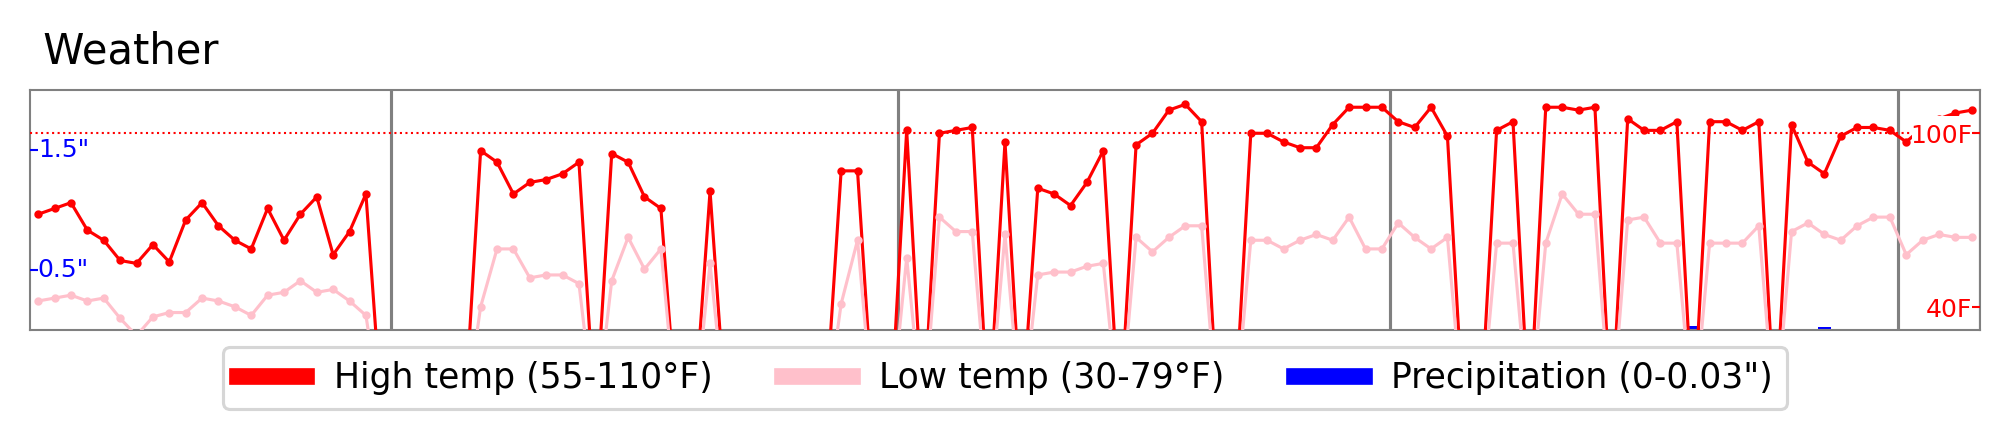 Weather
1.5"
0.5"
100F
40F
High temp (55-110°F)
Low temp (30-79°F)
Precipitation (0-0.03")